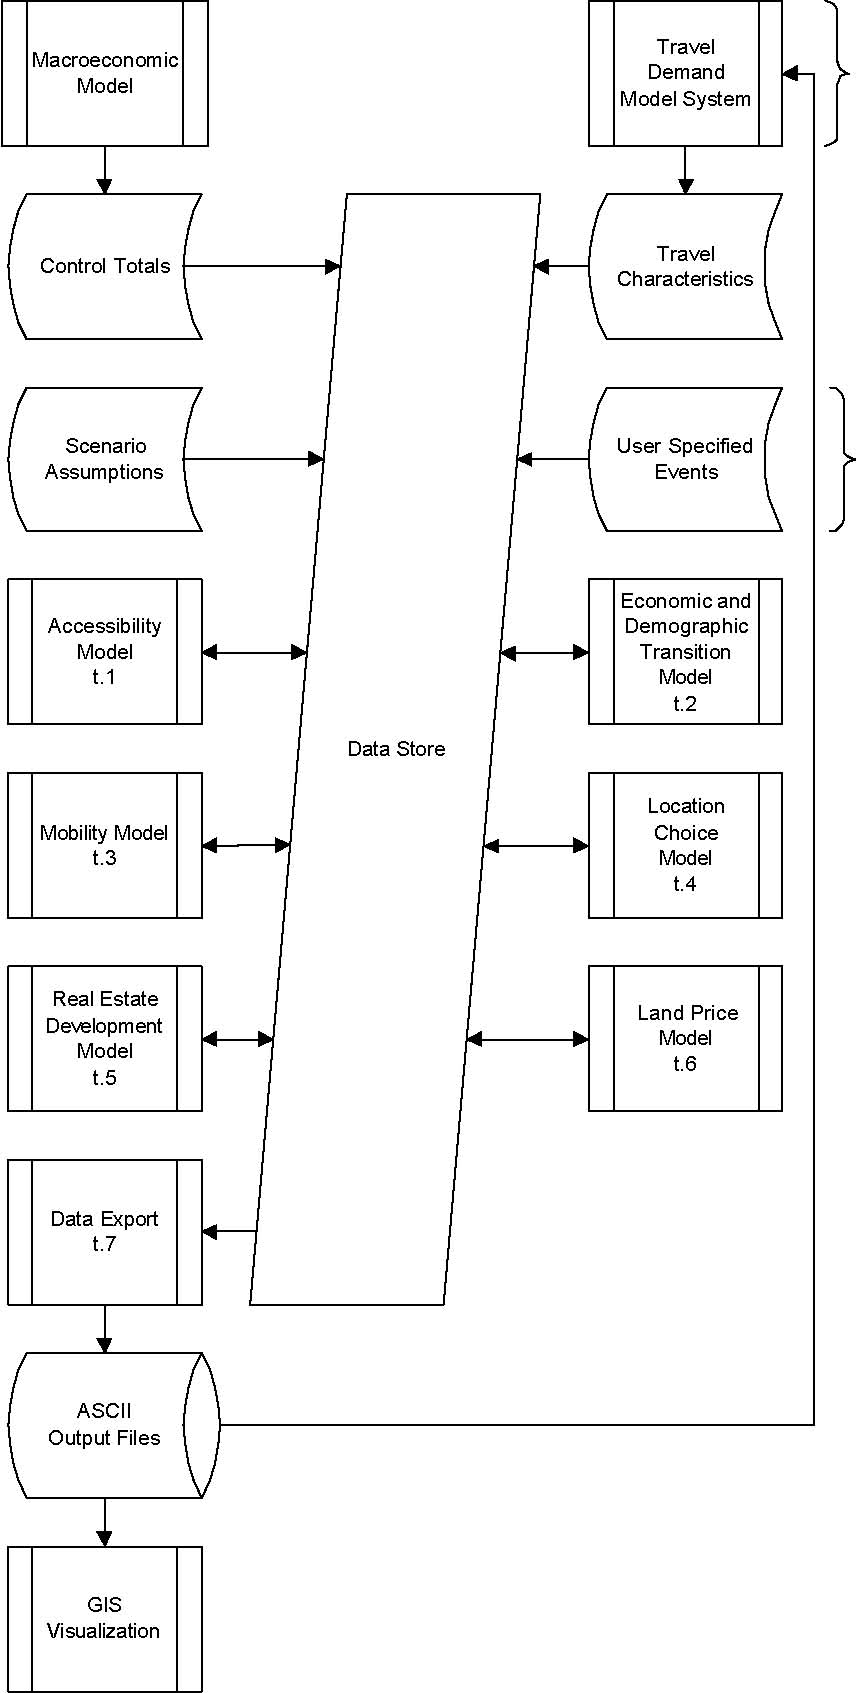 Macroeconomic
Model
Travel
Demand
Model System
Control Totals
Travel
Characteristics
Scenario
Assumptions
User Specified
Events
Accessibility
Model
t.1
Economic and
Demographic
Transition
Model
t.2
Data Store
Mobility Model
t.3
Location
Choice
Model
t.4
Real Estate
Development
Model
t.5
Land Price
Model
t.6
Data Export
t.7
ASCII
Output Files
GIS
Visualization